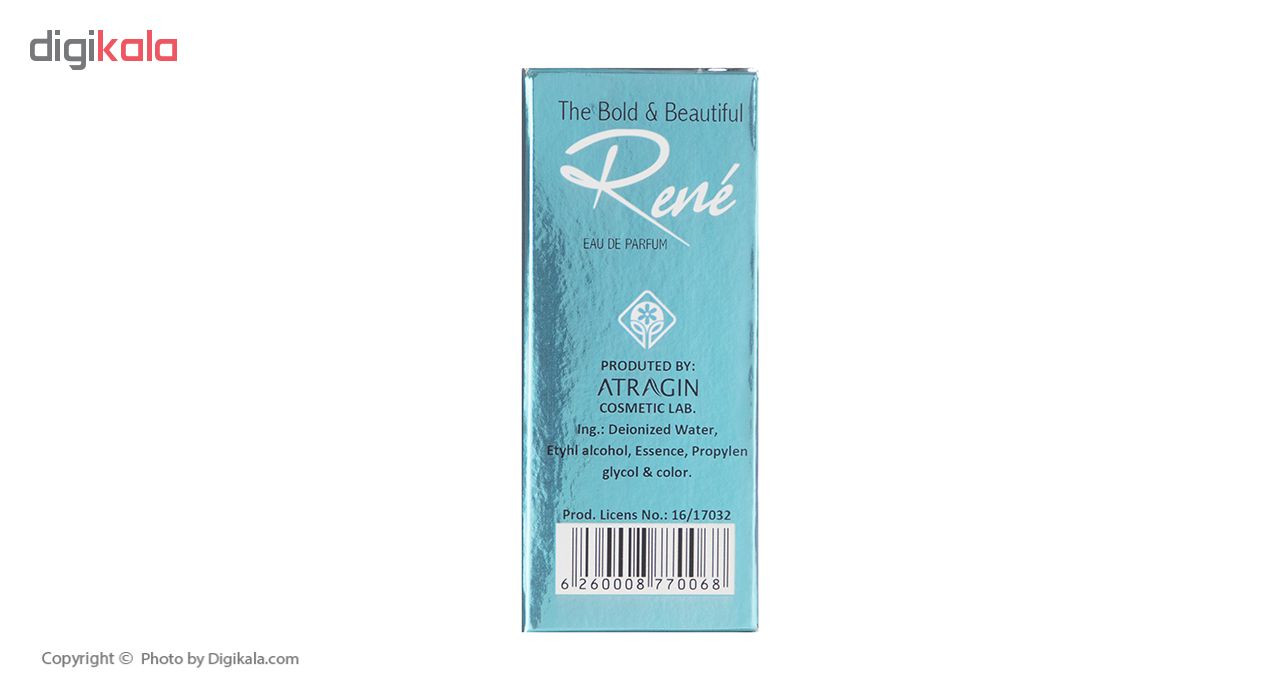 digikala
The Bold & Beautiful
René
EAU DE PARFUM
PRODUTED BY:
ATRAGIN
COSMETIC LAB.
Ing.: Deionized Water,
Etyhl alcohol, Essence, Propylen
glycol & color.
Prod. Licens No.: 16/17032
6 260008 770068
Copyright © Photo by Digikala.com